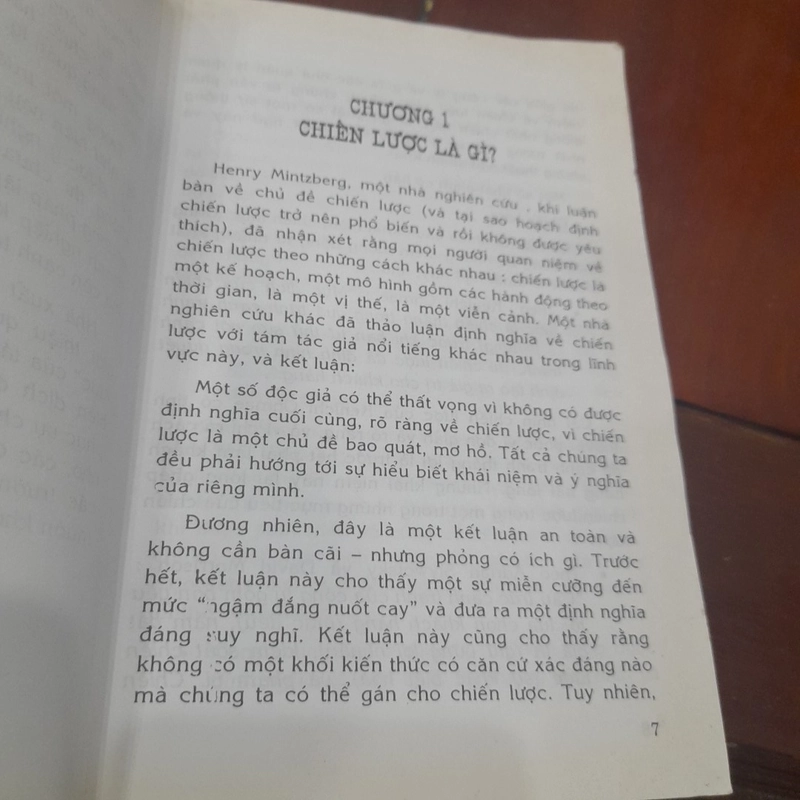 CHƯƠNG 1
CHIẾN LƯỢC LÀ GÌ?
Henry Mintzberg, một nhà nghiên cứu , khi luận
bàn về chủ đề chiến lược (và tại sao hoạch định
chiến lược trở nên phổ biến và rồi không được yêu
thích), đã nhận xét rằng mọi người quan niệm về
chiến lược theo những cách khác nhau : chiến lược là
một kế hoạch, một mô hình gồm các hành động theo
thời gian, là một vị thế, là một viễn cảnh. Một nhà
nghiên cứu khác đã thảo luận định nghĩa về chiến
lược với tám tác giả nổi tiếng khác nhau trong lĩnh
vực này, và kết luận:
Một số độc giả có thể thất vọng vì không có được
định nghĩa cuối cùng, rõ ràng về chiến lược, vì chiến
lược là một chủ đề bao quát, mơ hồ. Tất cả chúng ta
đều phải hướng tới sự hiểu biết khái niệm và ý nghĩa
của riêng mình.
Đương nhiên, đây là một kết luận an toàn và
không cần bàn cãi – nhưng phỏng có ích gì. Trước
hết, kết luận này cho thấy một sự miễn cưỡng đến
mức “ngậm đắng nuốt cay” và đưa ra một định nghĩa
đáng suy nghĩ. Kết luận này cũng cho thấy rằng
không có một khối kiến thức có căn cứ xác đáng nào
mà chúng ta có thể gán cho chiến lược. Tuy nhiên,
7